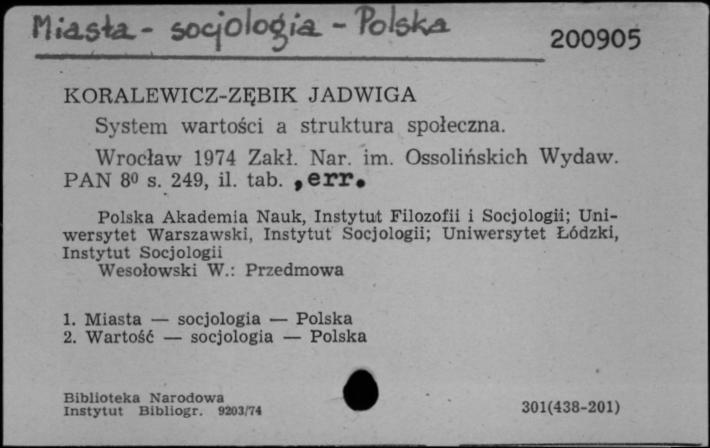 Miasta - socjologia - Polska
200905
KORALEWICZ-ZĘBIK JADWIGA
System wartości a struktura społeczna.
Wrocław 1974 Zakł. Nar. im. Ossolińskich Wydaw.
PAN 8⁰ s. 249, il. tab. , err.
Polska Akademia Nauk, Instytut Filozofii i Socjologii; Uni-
wersytet Warszawski, Instytut Socjologii; Uniwersytet Łódzki,
Instytut Socjologii
Wesołowski W.: Przedmowa
1. Miasta — socjologia — Polska
2. Wartość — socjologia — Polska
Biblioteka Narodowa
Instytut Bibliogr. 9203/74
301(438-201)